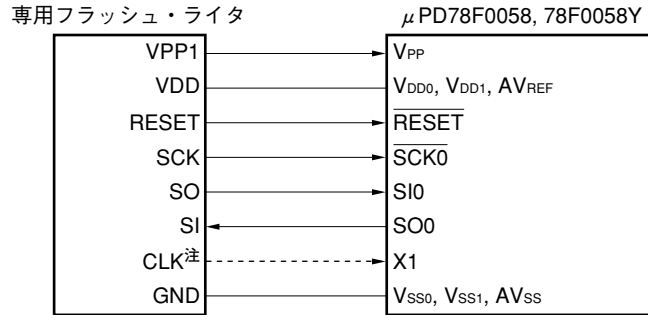 専用フラッシュ・ライタ μPD78F0058, 78F0058Y
VPP1 VPP
VDD VDD0, VDD1, AVREF
RESET RESET
SCK SCK0
SO SI0
SI SO0
CLK注 X1
GND VSS0, VSS1, AVSS